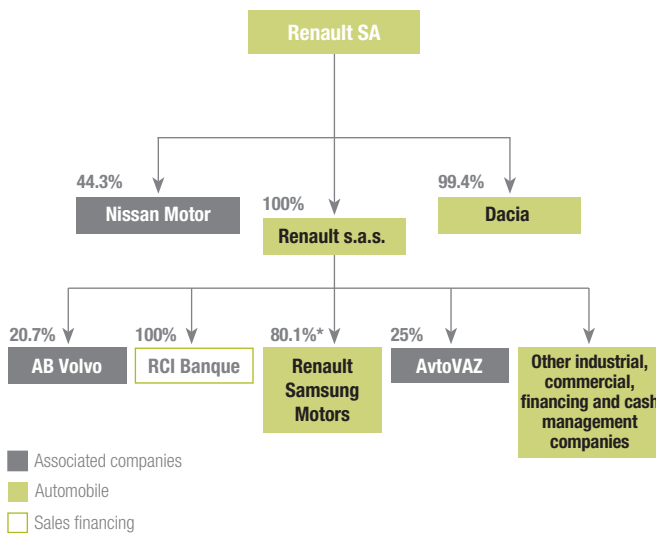 Renault SA
44.3%
Nissan Motor
100%
Renault s.a.s.
99.4%
Dacia
20.7%
AB Volvo
100%
RCI Banque
80.1%*
Renault
Samsung
Motors
25%
AvtoVAZ
Other industrial,
commercial,
financing and cash
management
companies
Associated companies
Automobile
Sales financing